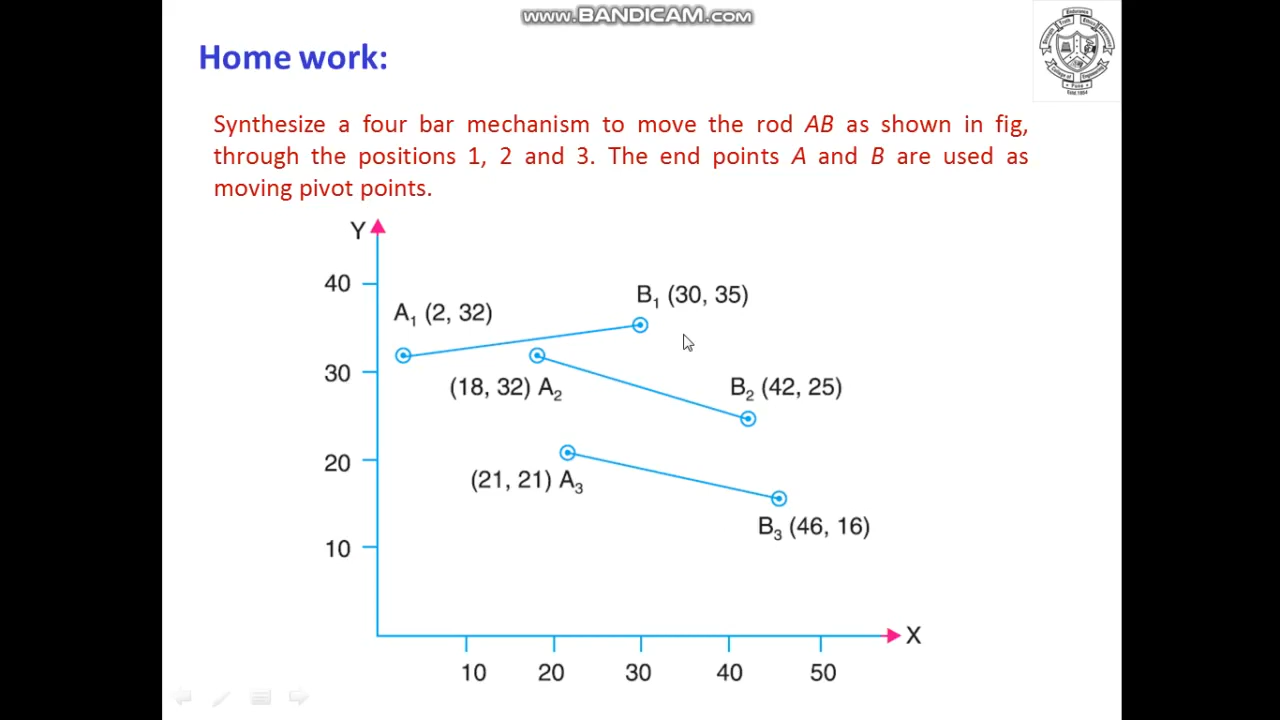 www.BANDICAM.com
Home work:
Synthesize a four bar mechanism to move the rod AB as shown in fig,
through the positions 1, 2 and 3. The end points A and B are used as
moving pivot points.
Y
40
B₁ (30, 35)
A₁ (2, 32)
30
(18, 32) A₂
B₂ (42, 25)
20
(21, 21) A₃
B₃ (46, 16)
10
X
10 20 30 40 50